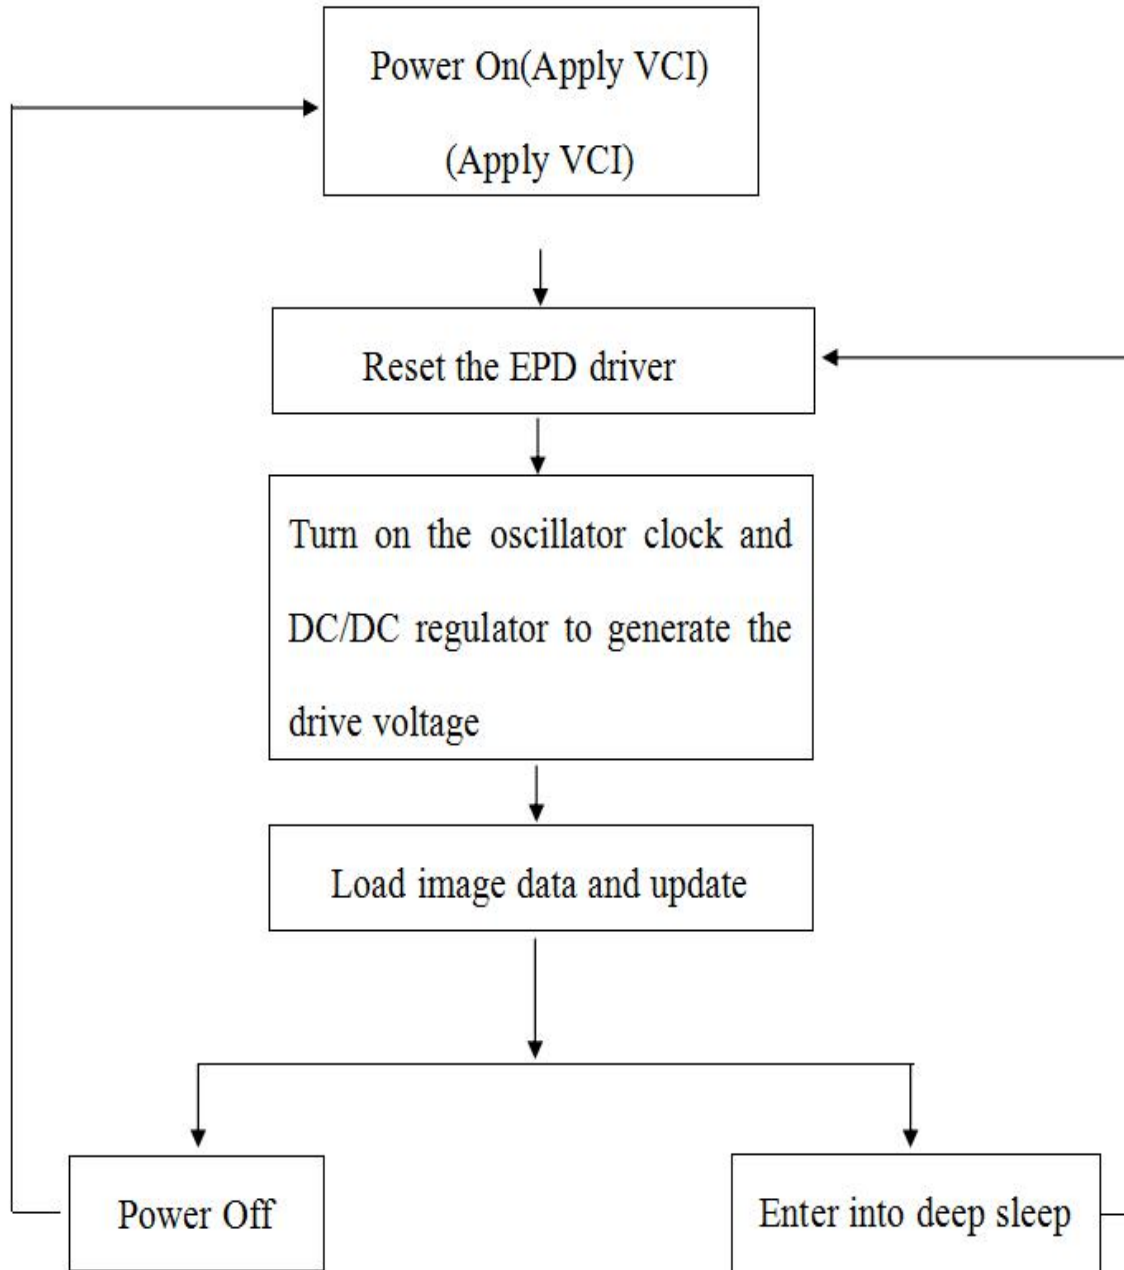 Power On(Apply VCI)
(Apply VCI)
Reset the EPD driver
Turn on the oscillator clock and
DC/DC regulator to generate the
drive voltage
Load image data and update
Power Off
Enter into deep sleep